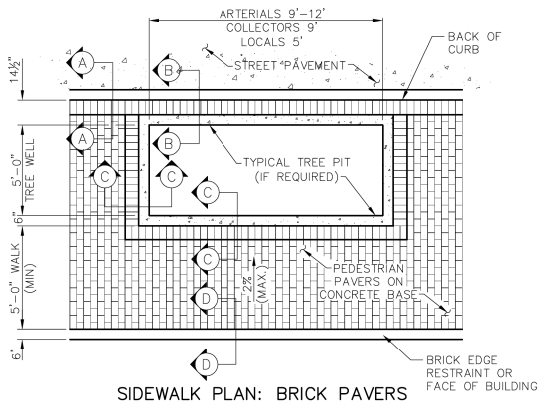 ARTERIALS 9'-12'
COLLECTORS 9'
LOCALS 5'
BACK OF
CURB
STREET PAVEMENT
14½"
A
B
A
B
TYPICAL TREE PIT
(IF REQUIRED)
5'-0"
TREE WELL
C
C
C
6"
5'-0" WALK
(MIN)
C
2%
(MAX.)
PEDESTRIAN
PAVERS ON
CONCRETE BASE
D
6'
D
BRICK EDGE
RESTRAINT OR
FACE OF BUILDING
SIDEWALK PLAN: BRICK PAVERS